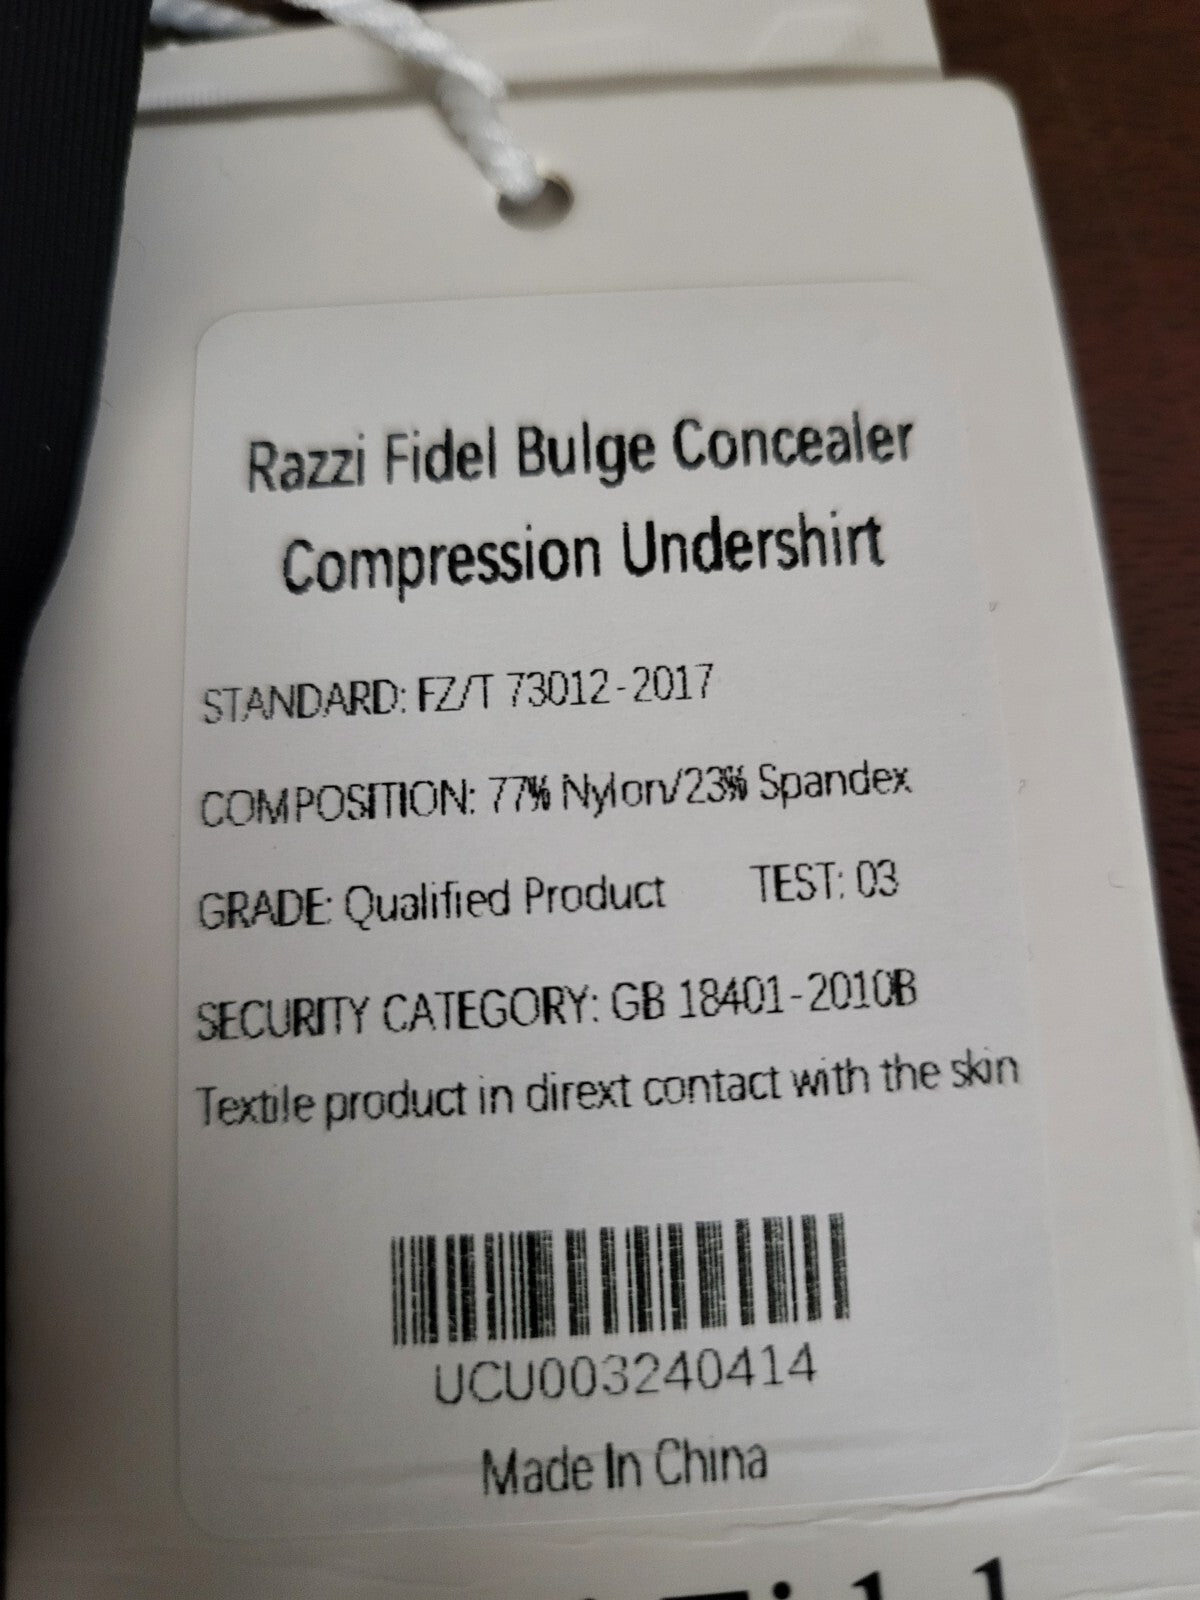 Razzi Fidel Bulge Concealer
Compression Undershirt
STANDARD: FZ/T 73012-2017
COMPOSITION: 77% Nylon/23% Spandex
GRADE: Qualified Product TEST: 03
SECURITY CATEGORY: GB 18401-2010B
Textile product in dirext contact with the skin
UCU003240414
Made In China